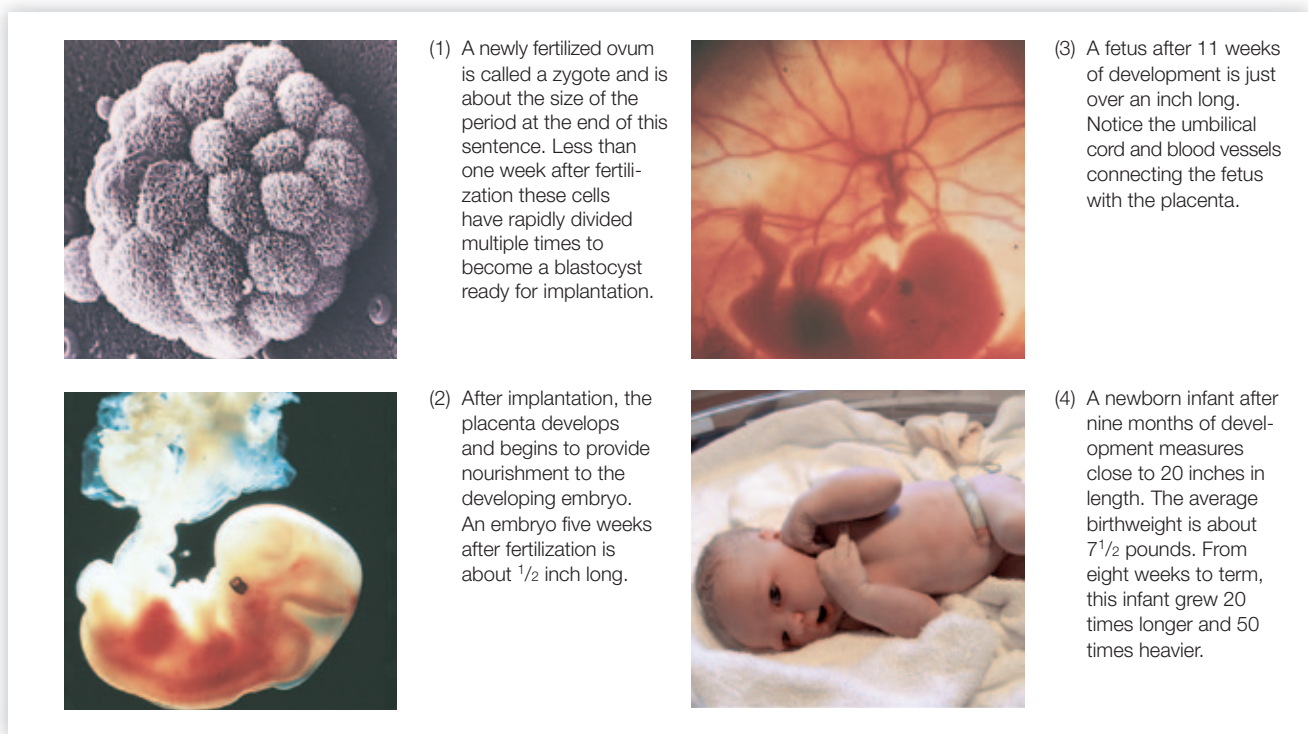 (1) A newly fertilized ovum
is called a zygote and is
about the size of the
period at the end of this
sentence. Less than
one week after fertili-
zation these cells
have rapidly divided
multiple times to
become a blastocyst
ready for implantation.
(2) After implantation, the
placenta develops
and begins to provide
nourishment to the
developing embryo.
An embryo five weeks
after fertilization is
about 1/2 inch long.
(3) A fetus after 11 weeks
of development is just
over an inch long.
Notice the umbilical
cord and blood vessels
connecting the fetus
with the placenta.
(4) A newborn infant after
nine months of devel-
opment measures
close to 20 inches in
length. The average
birthweight is about
7 1/2 pounds. From
eight weeks to term,
this infant grew 20
times longer and 50
times heavier.